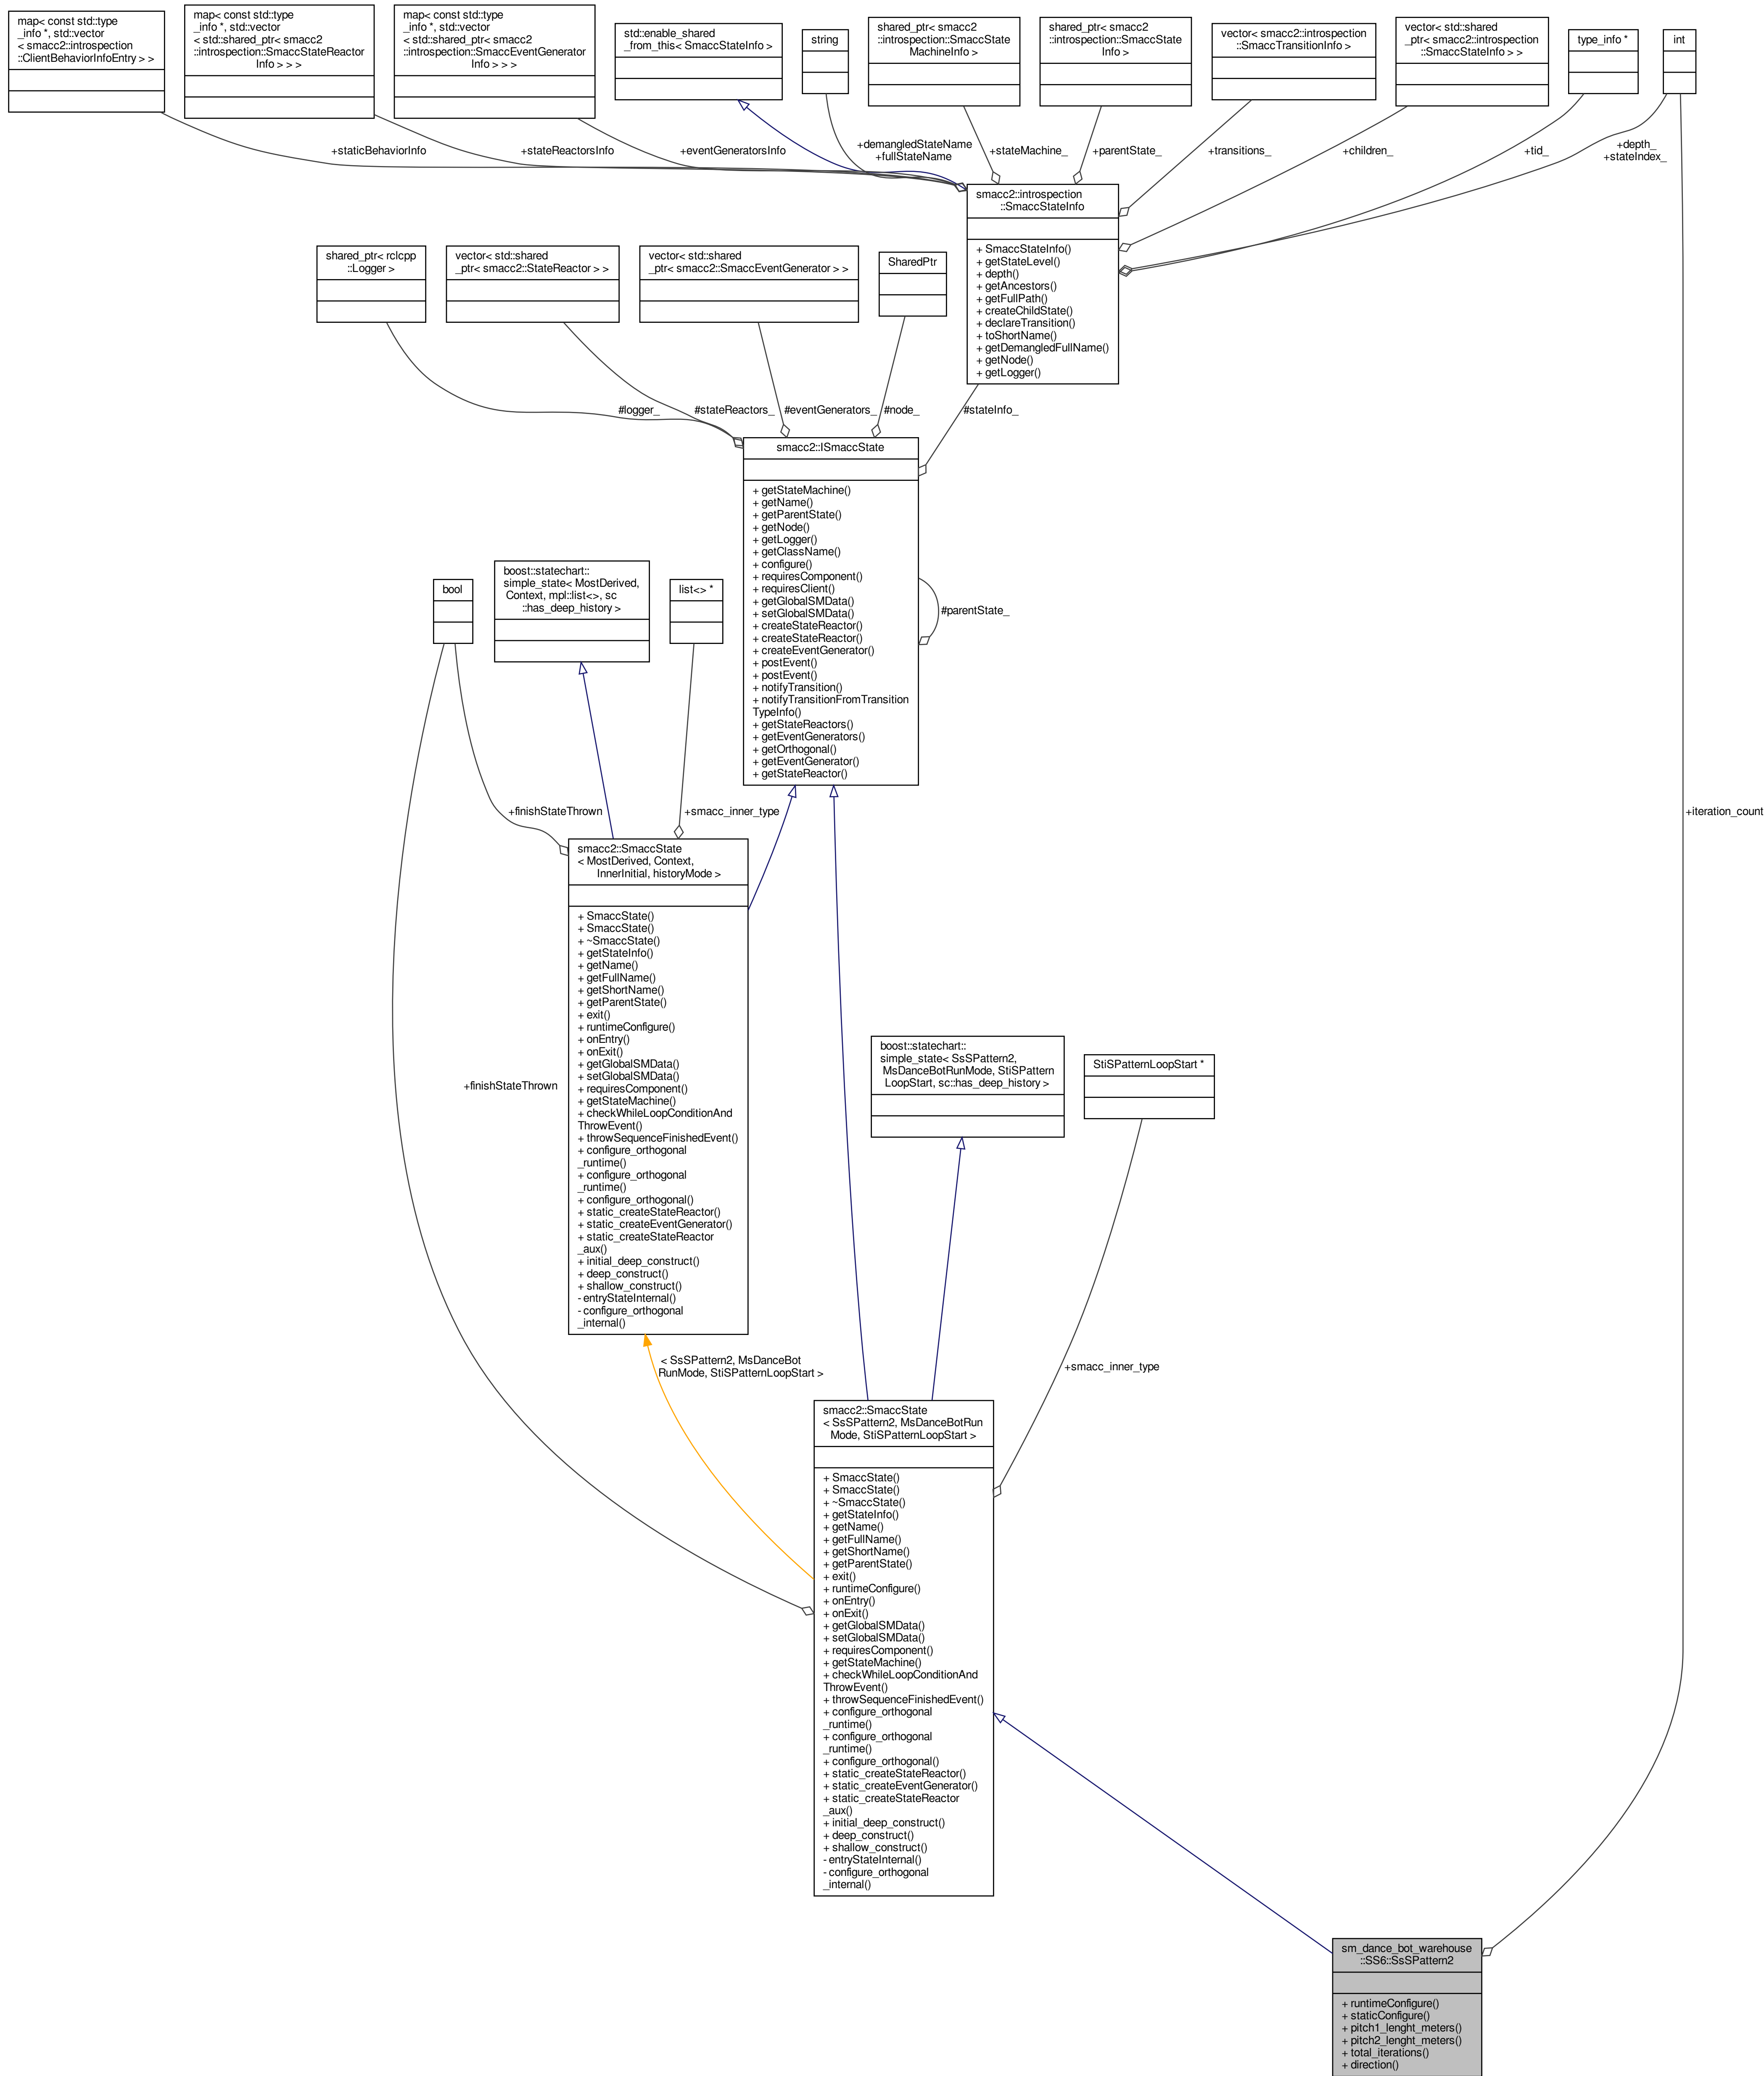 map< const std::type
_info *, std::vector
< smacc2::introspection
::ClientBehaviorInfoEntry > >
map< const std::type
_info *, std::vector
< std::shared_ptr< smacc2
::introspection::SmaccStateReactor
Info > > >
map< const std::type
_info *, std::vector
< std::shared_ptr< smacc2
::introspection::SmaccEventGenerator
Info > > >
std::enable_shared
_from_this< SmaccStateInfo >
string
shared_ptr< smacc2
::introspection::SmaccState
MachineInfo >
shared_ptr< smacc2
::introspection::SmaccState
Info >
vector< smacc2::introspection
::SmaccTransitionInfo >
vector< std::shared
_ptr< smacc2::introspection
::SmaccStateInfo > >
type_info *
int
+staticBehaviorInfo
+stateReactorsInfo
+eventGeneratorsInfo
+demangledStateName
+fullStateName
+stateMachine_
+parentState_
+transitions_
+children_
+tid_
+depth_
+stateIndex_
smacc2::introspection
::SmaccStateInfo
+ SmaccStateInfo()
+ getStateLevel()
+ depth()
+ getAncestors()
+ getFullPath()
+ createChildState()
+ declareTransition()
+ toShortName()
+ getDemangledFullName()
+ getNode()
+ getLogger()
shared_ptr< rclcpp
::Logger >
vector< std::shared
_ptr< smacc2::StateReactor > >
vector< std::shared
_ptr< smacc2::SmaccEventGenerator > >
SharedPtr
#logger_
#stateReactors_
#eventGenerators_
#node_
#stateInfo_
smacc2::ISmaccState
+ getStateMachine()
+ getName()
+ getParentState()
+ getNode()
+ getLogger()
+ getClassName()
+ configure()
+ requiresComponent()
+ requiresClient()
+ getGlobalSMData()
+ setGlobalSMData()
+ createStateReactor()
+ createStateReactor()
+ createEventGenerator()
+ postEvent()
+ postEvent()
+ notifyTransition()
+ notifyTransitionFromTransition
TypeInfo()
+ getStateReactors()
+ getEventGenerators()
+ getOrthogonal()
+ getEventGenerator()
+ getStateReactor()
#parentState_
bool
boost::statechart::
simple_state< MostDerived,
Context, mpl::list<>, sc
::has_deep_history >
list<> *
+finishStateThrown
+smacc_inner_type
+iteration_count
smacc2::SmaccState
< MostDerived, Context,
InnerInitial, historyMode >
+ SmaccState()
+ SmaccState()
+ ~SmaccState()
+ getStateInfo()
+ getName()
+ getFullName()
+ getShortName()
+ getParentState()
+ exit()
+ runtimeConfigure()
+ onEntry()
+ onExit()
+ getGlobalSMData()
+ setGlobalSMData()
+ requiresComponent()
+ getStateMachine()
+ checkWhileLoopConditionAnd
ThrowEvent()
+ throwSequenceFinishedEvent()
+ configure_orthogonal
_runtime()
+ configure_orthogonal
_runtime()
+ configure_orthogonal()
+ static_createStateReactor()
+ static_createEventGenerator()
+ static_createStateReactor
_aux()
+ initial_deep_construct()
+ deep_construct()
+ shallow_construct()
- entryStateInternal()
- configure_orthogonal
_internal()
+finishStateThrown
boost::statechart::
simple_state< SsSPattern2,
MsDanceBotRunMode, StiSPattern
LoopStart, sc::has_deep_history >
StiSPatternLoopStart *
< SsSPattern2, MsDanceBot
RunMode, StiSPatternLoopStart >
+smacc_inner_type
smacc2::SmaccState
< SsSPattern2, MsDanceBotRun
Mode, StiSPatternLoopStart >
+ SmaccState()
+ SmaccState()
+ ~SmaccState()
+ getStateInfo()
+ getName()
+ getFullName()
+ getShortName()
+ getParentState()
+ exit()
+ runtimeConfigure()
+ onEntry()
+ onExit()
+ getGlobalSMData()
+ setGlobalSMData()
+ requiresComponent()
+ getStateMachine()
+ checkWhileLoopConditionAnd
ThrowEvent()
+ throwSequenceFinishedEvent()
+ configure_orthogonal
_runtime()
+ configure_orthogonal
_runtime()
+ configure_orthogonal()
+ static_createStateReactor()
+ static_createEventGenerator()
+ static_createStateReactor
_aux()
+ initial_deep_construct()
+ deep_construct()
+ shallow_construct()
- entryStateInternal()
- configure_orthogonal
_internal()
sm_dance_bot_warehouse
::SS6::SsSPattern2
+ runtimeConfigure()
+ staticConfigure()
+ pitch1_lenght_meters()
+ pitch2_lenght_meters()
+ total_iterations()
+ direction()